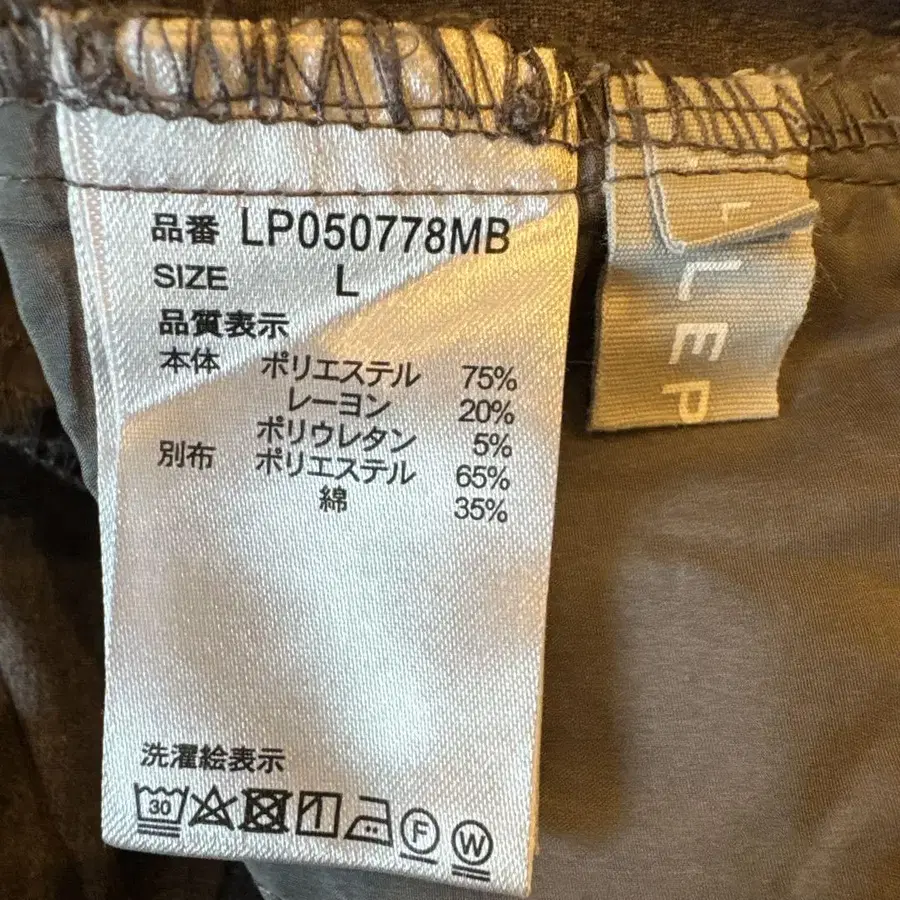 品番 LP050778MB
SIZE L
品質表示
本体 ポリエステル 75%
レーヨン 20%
ポリウレタン 5%
別布 ポリエステル 65%
綿 35%
洗濯絵表示
30 F W
L L E P